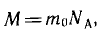 M = m₀N_A,